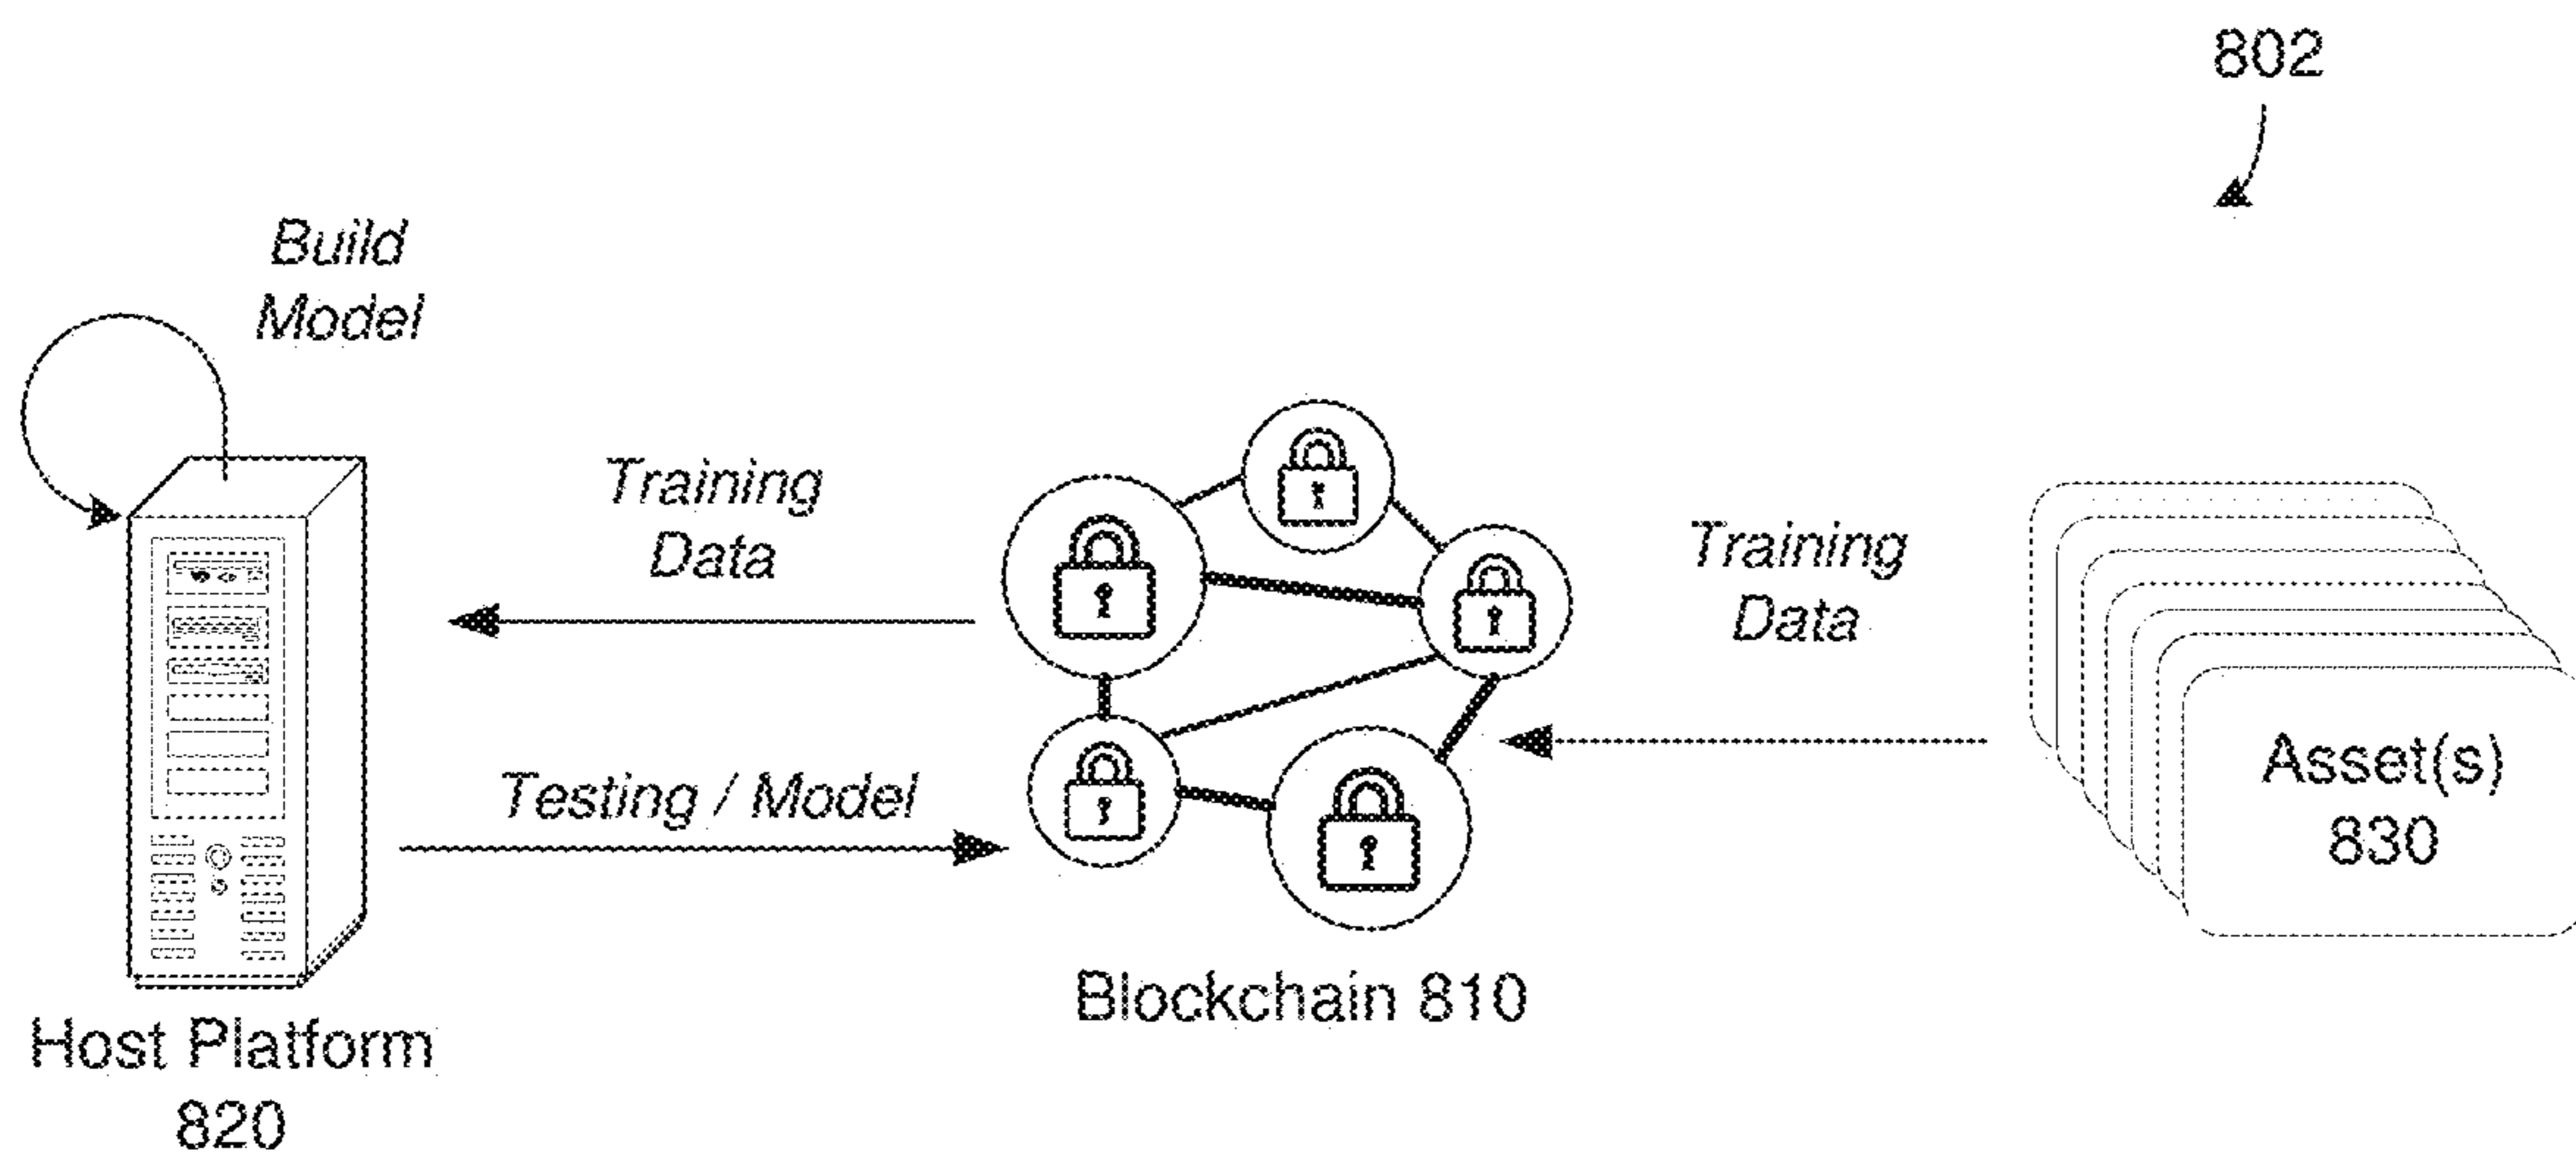 802
Build
Model
Training
Data
Training
Data
Testing / Model
Asset(s)
830
Blockchain 810
Host Platform
820